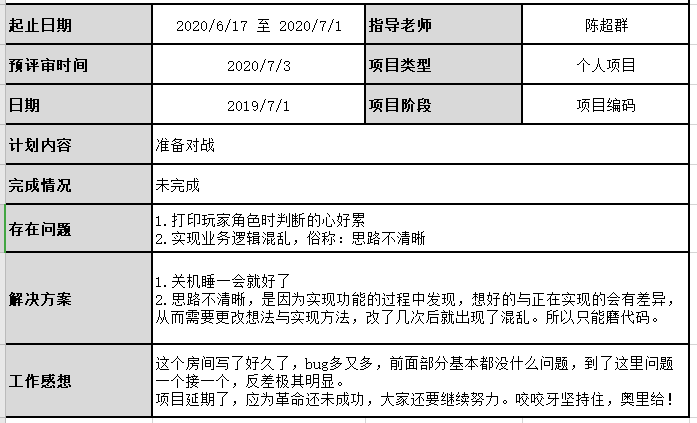 起止日期 2020/6/17 至 2020/7/1 指导老师 陈超群
预评审时间 2020/7/3 项目类型 个人项目
日期 2019/7/1 项目阶段 项目编码
计划内容 准备对战
完成情况 未完成
存在问题
1.打印玩家角色时判断的心好累
2.实现业务逻辑混乱，俗称：思路不清晰
解决方案
1.关机睡一会就好了
2.思路不清晰，是因为实现功能的过程中发现，想好的与正在实现的会有差异，
从而需要更改想法与实现方法，改了几次后就出现了混乱。所以只能磨代码。
工作感想
这个房间写了好久了，bug多又多，前面部分基本都没什么问题，到了这里问题
一个接一个，反差极其明显。
项目延期了，应为革命还未成功，大家还要继续努力。咬咬牙坚持住，奥里给！